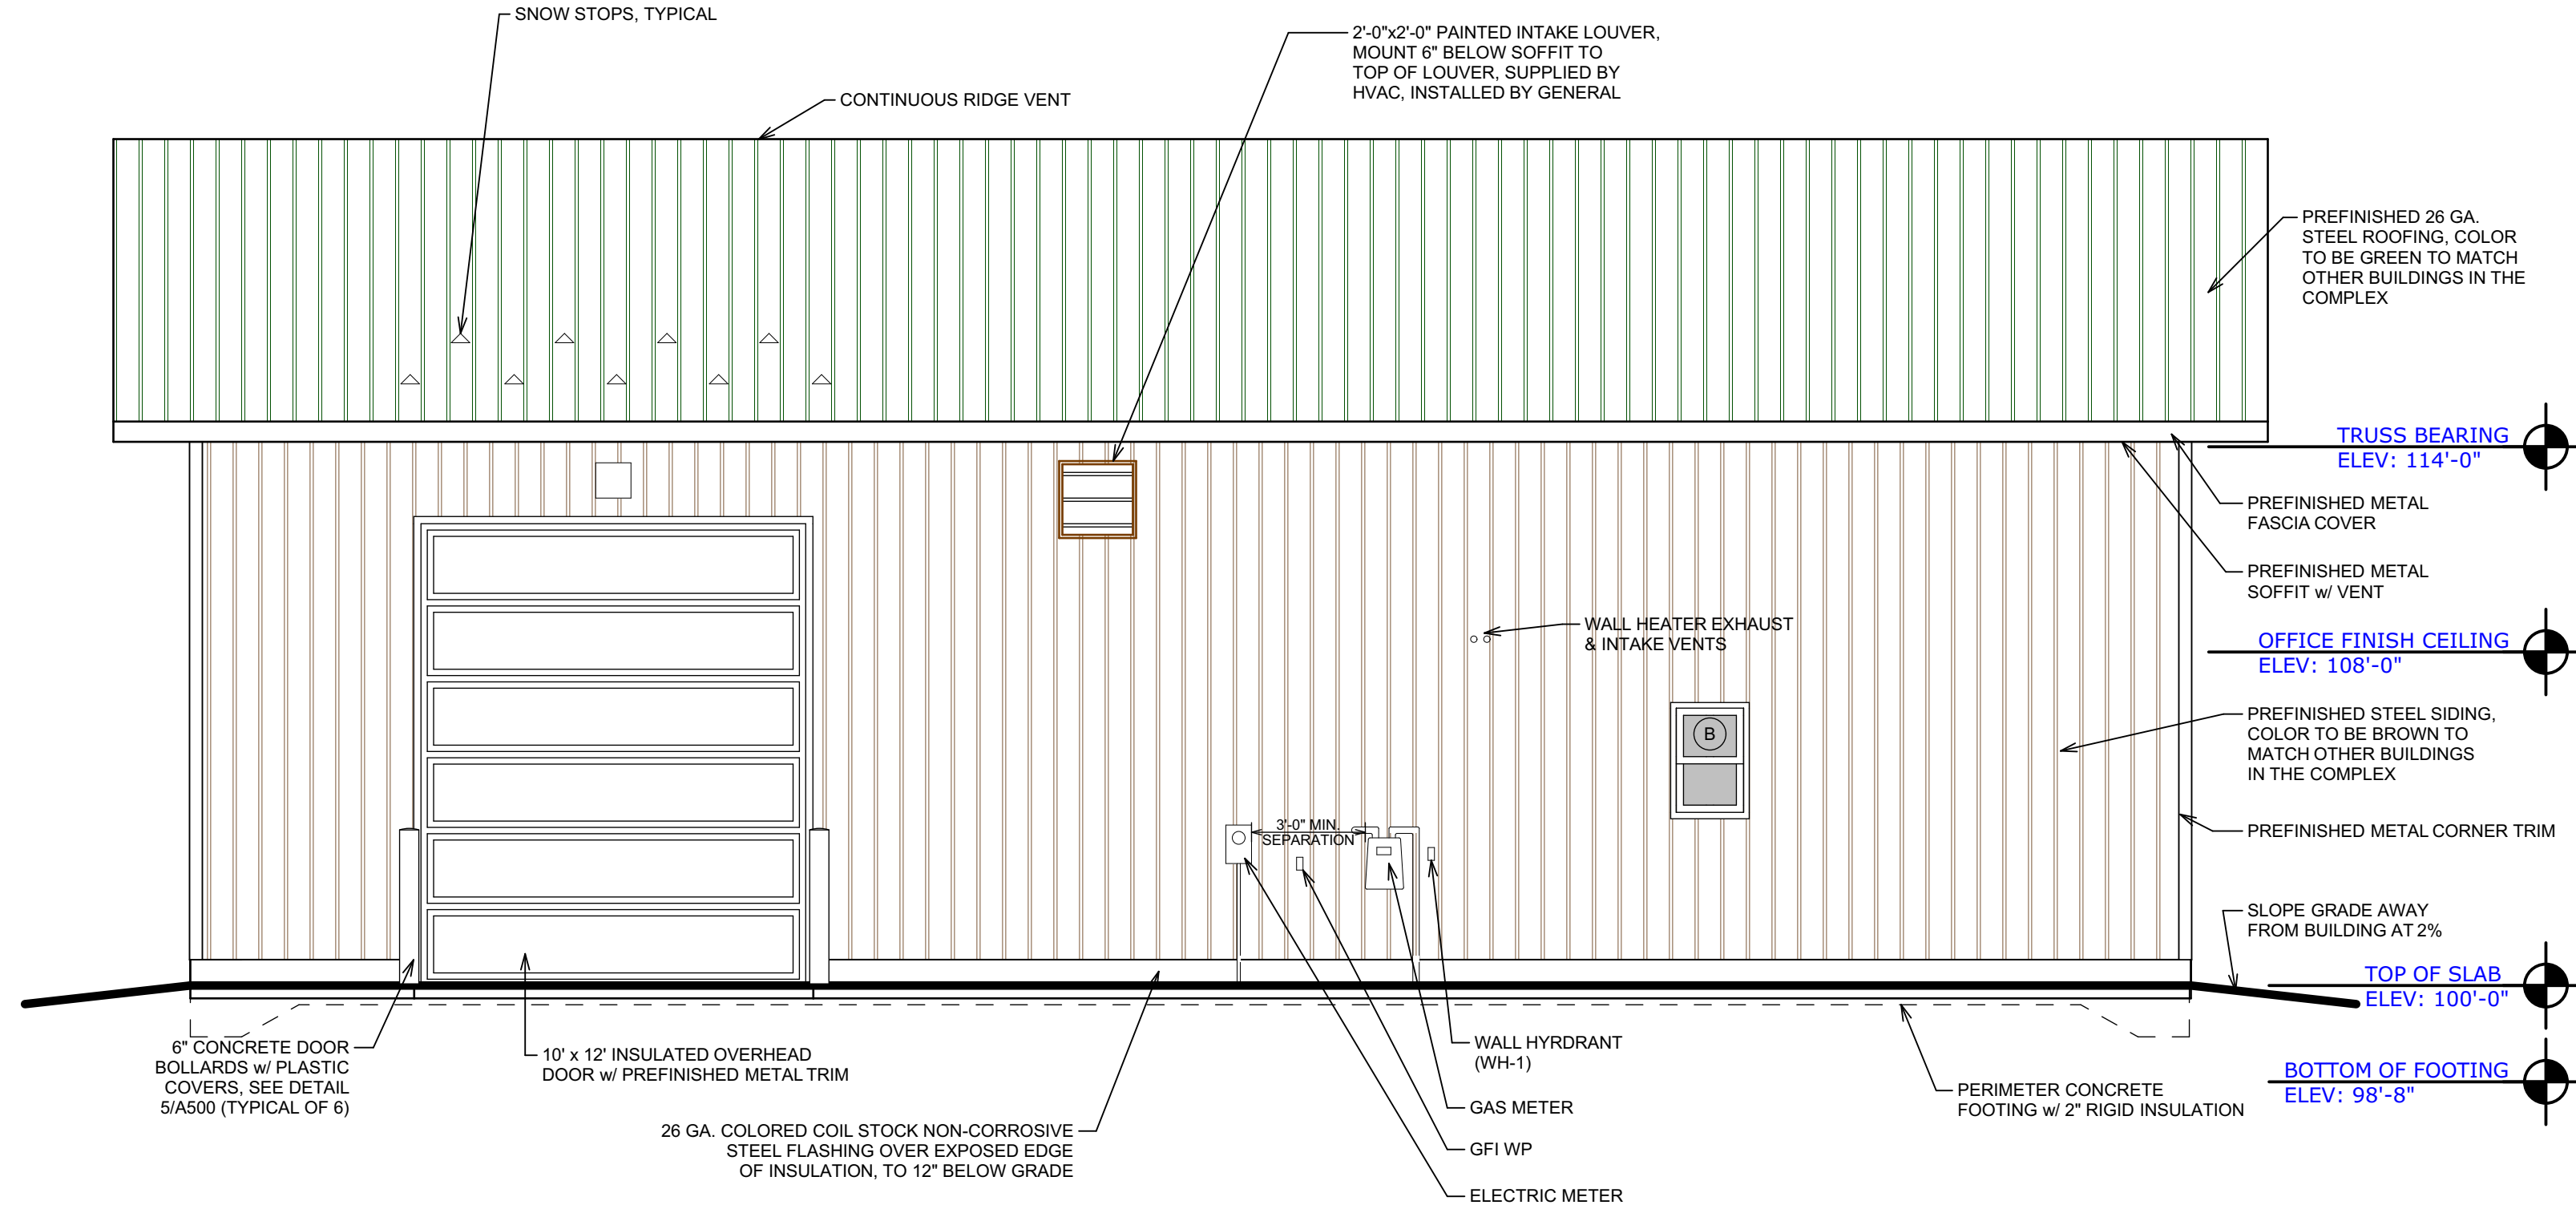 SNOW STOPS, TYPICAL
2'-0"x2'-0" PAINTED INTAKE LOUVER,
MOUNT 6" BELOW SOFFIT TO
TOP OF LOUVER, SUPPLIED BY
HVAC, INSTALLED BY GENERAL
CONTINUOUS RIDGE VENT
PREFINISHED 26 GA.
STEEL ROOFING, COLOR
TO BE GREEN TO MATCH
OTHER BUILDINGS IN THE
COMPLEX
TRUSS BEARING
ELEV: 114'-0"
PREFINISHED METAL
FASCIA COVER
PREFINISHED METAL
SOFFIT w/ VENT
WALL HEATER EXHAUST
& INTAKE VENTS
OFFICE FINISH CEILING
ELEV: 108'-0"
PREFINISHED STEEL SIDING,
COLOR TO BE BROWN TO
MATCH OTHER BUILDINGS
IN THE COMPLEX
B
3'-0" MIN.
SEPARATION
PREFINISHED METAL CORNER TRIM
SLOPE GRADE AWAY
FROM BUILDING AT 2%
TOP OF SLAB
ELEV: 100'-0"
6" CONCRETE DOOR
BOLLARDS w/ PLASTIC
COVERS, SEE DETAIL
5/A500 (TYPICAL OF 6)
10' x 12' INSULATED OVERHEAD
DOOR w/ PREFINISHED METAL TRIM
26 GA. COLORED COIL STOCK NON-CORROSIVE
STEEL FLASHING OVER EXPOSED EDGE
OF INSULATION, TO 12" BELOW GRADE
WALL HYRDRANT
(WH-1)
GAS METER
GFI WP
ELECTRIC METER
PERIMETER CONCRETE
FOOTING w/ 2" RIGID INSULATION
BOTTOM OF FOOTING
ELEV: 98'-8"